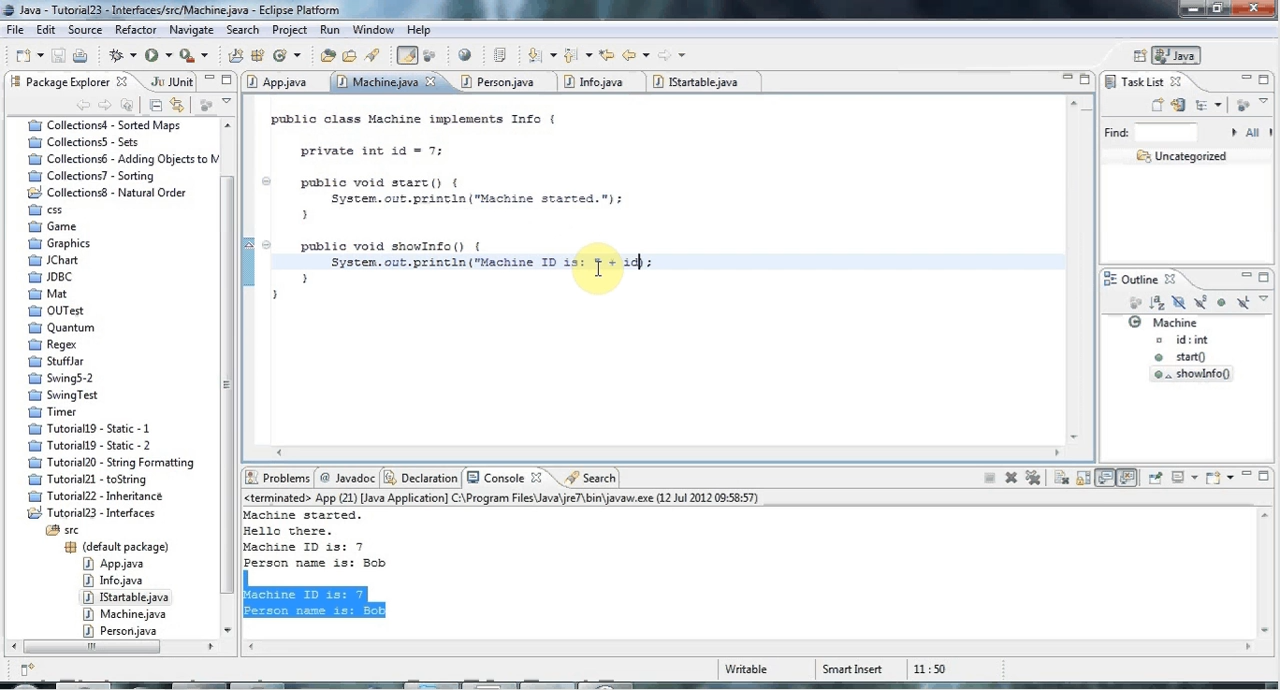 Java - Tutorial23 - Interfaces/src/Machine.java - Eclipse Platform
File Edit Source Refactor Navigate Search Project Run Window Help
Java
Package Explorer JUnit
App.java Machine.java Person.java Info.java IStartable.java
Task List
Find: All
Uncategorized
Collections4 - Sorted Maps
Collections5 - Sets
Collections6 - Adding Objects to M
Collections7 - Sorting
Collections8 - Natural Order
css
Game
Graphics
JChart
JDBC
Mat
OUTest
Quantum
Regex
StuffJar
Swing5-2
SwingTest
Timer
Tutorial19 - Static - 1
Tutorial19 - Static - 2
Tutorial20 - String Formatting
Tutorial21 - toString
Tutorial22 - Inheritance
Tutorial23 - Interfaces
src
(default package)
App.java
Info.java
IStartable.java
Machine.java
Person.java
public class Machine implements Info {
private int id = 7;
public void start() {
System.out.println("Machine started.");
}
public void showInfo() {
System.out.println("Machine ID is: " + id);
}
}
Outline
Machine
id : int
start()
showInfo()
Problems @ Javadoc Declaration Console Search
<terminated> App (21) [Java Application] C:\Program Files\Java\jre7\bin\javaw.exe (12 Jul 2012 09:58:57)
Machine started.
Hello there.
Machine ID is: 7
Person name is: Bob
Machine ID is: 7
Person name is: Bob
Writable Smart Insert 11 : 50